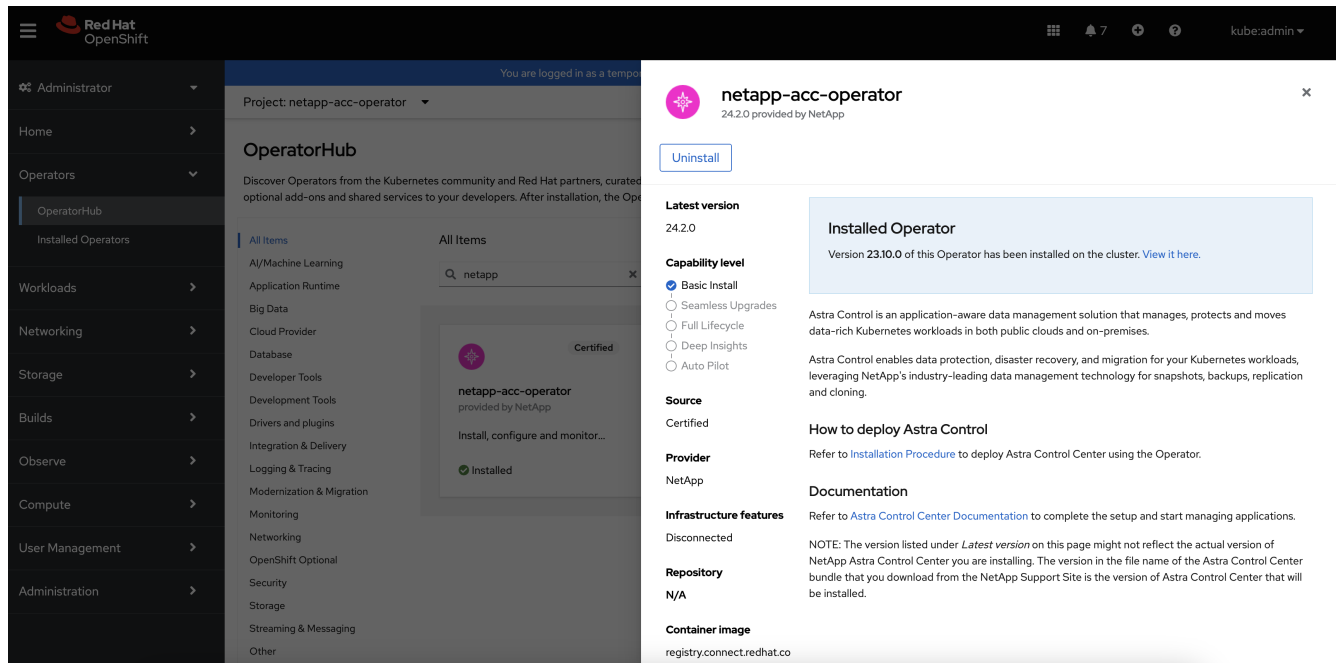 Red Hat
OpenShift
7
kube:admin
Administrator
Home
Operators
OperatorHub
Installed Operators
Workloads
Networking
Storage
Builds
Observe
Compute
User Management
Administration
You are logged in as a tempo
Project: netapp-acc-operator
OperatorHub
Discover Operators from the Kubernetes community and Red Hat partners, curated
optional add-ons and shared services to your developers. After installation, the Ope
All Items
AI/Machine Learning
Application Runtime
Big Data
Cloud Provider
Database
Developer Tools
Development Tools
Drivers and plugins
Integration & Delivery
Logging & Tracing
Modernization & Migration
Monitoring
Networking
OpenShift Optional
Security
Storage
Streaming & Messaging
Other
All Items
netapp
Certified
netapp-acc-operator
provided by NetApp
Install, configure and monitor...
Installed
netapp-acc-operator
24.2.0 provided by NetApp
Uninstall
Latest version
24.2.0
Capability level
Basic Install
Seamless Upgrades
Full Lifecycle
Deep Insights
Auto Pilot
Source
Certified
Provider
NetApp
Infrastructure features
Disconnected
Repository
N/A
Container image
registry.connect.redhat.co
Installed Operator
Version 23.10.0 of this Operator has been installed on the cluster. View it here.
Astra Control is an application-aware data management solution that manages, protects and moves
data-rich Kubernetes workloads in both public clouds and on-premises.
Astra Control enables data protection, disaster recovery, and migration for your Kubernetes workloads,
leveraging NetApp's industry-leading data management technology for snapshots, backups, replication
and cloning.
How to deploy Astra Control
Refer to Installation Procedure to deploy Astra Control Center using the Operator.
Documentation
Refer to Astra Control Center Documentation to complete the setup and start managing applications.
NOTE: The version listed under Latest version on this page might not reflect the actual version of
NetApp Astra Control Center you are installing. The version in the file name of the Astra Control Center
bundle that you download from the NetApp Support Site is the version of Astra Control Center that will
be installed.